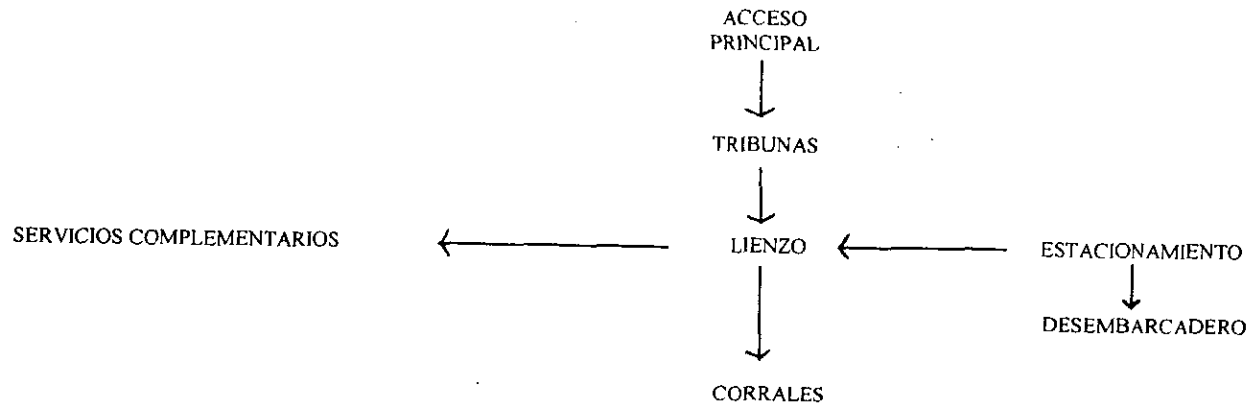 ACCESO
PRINCIPAL
TRIBUNAS
SERVICIOS COMPLEMENTARIOS
LIENZO
ESTACIONAMIENTO
DESEMBARCADERO
CORRALES